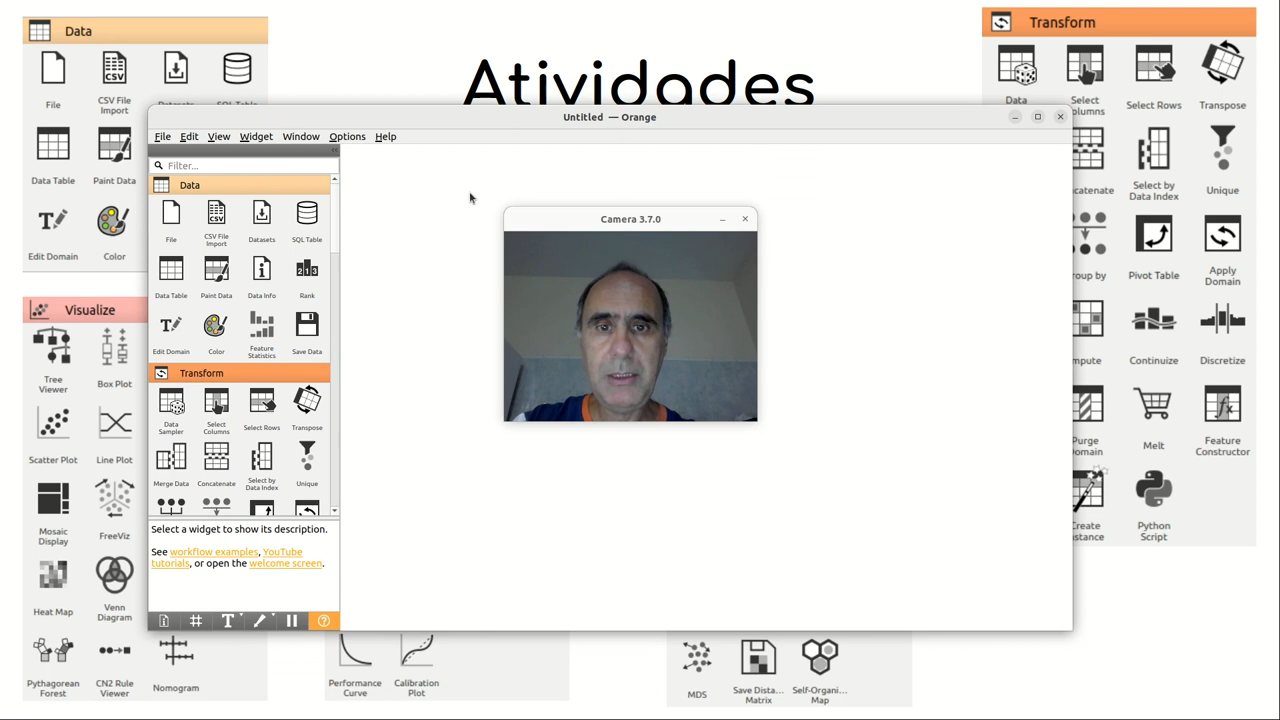 Data
File
CSV File
Import
Data Table
Paint Data
Edit Domain
Color
Visualize
Tree
Viewer
Box Plot
Scatter Plot
Line Plot
Mosaic
Display
FreeViz
Heat Map
Venn
Diagram
Pythagorean
Forest
CN2 Rule
Viewer
Nomogram
Atividades
Untitled — Orange
File Edit View Widget Window Options Help
Filter...
Data
File
CSV File
Import
Datasets
SQL Table
Data Table
Paint Data
Data Info
Rank
Edit Domain
Color
Feature
Statistics
Save Data
Transform
Data
Sampler
Select
Columns
Select Rows
Transpose
Merge Data
Concatenate
Select by
Data Index
Unique
Select a widget to show its description.
See workflow examples, YouTube
tutorials, or open the welcome screen.
Camera 3.7.0
Performance
Curve
Calibration
Plot
MDS
Save Dista...
Matrix
Self-Organi...
Map
Transform
Data
Select
Select Rows
Transpose
Select by
Data Index
Unique
Pivot Table
Apply
Domain
Continuize
Discretize
Purge
Melt
Feature
Constructor
Python
Script